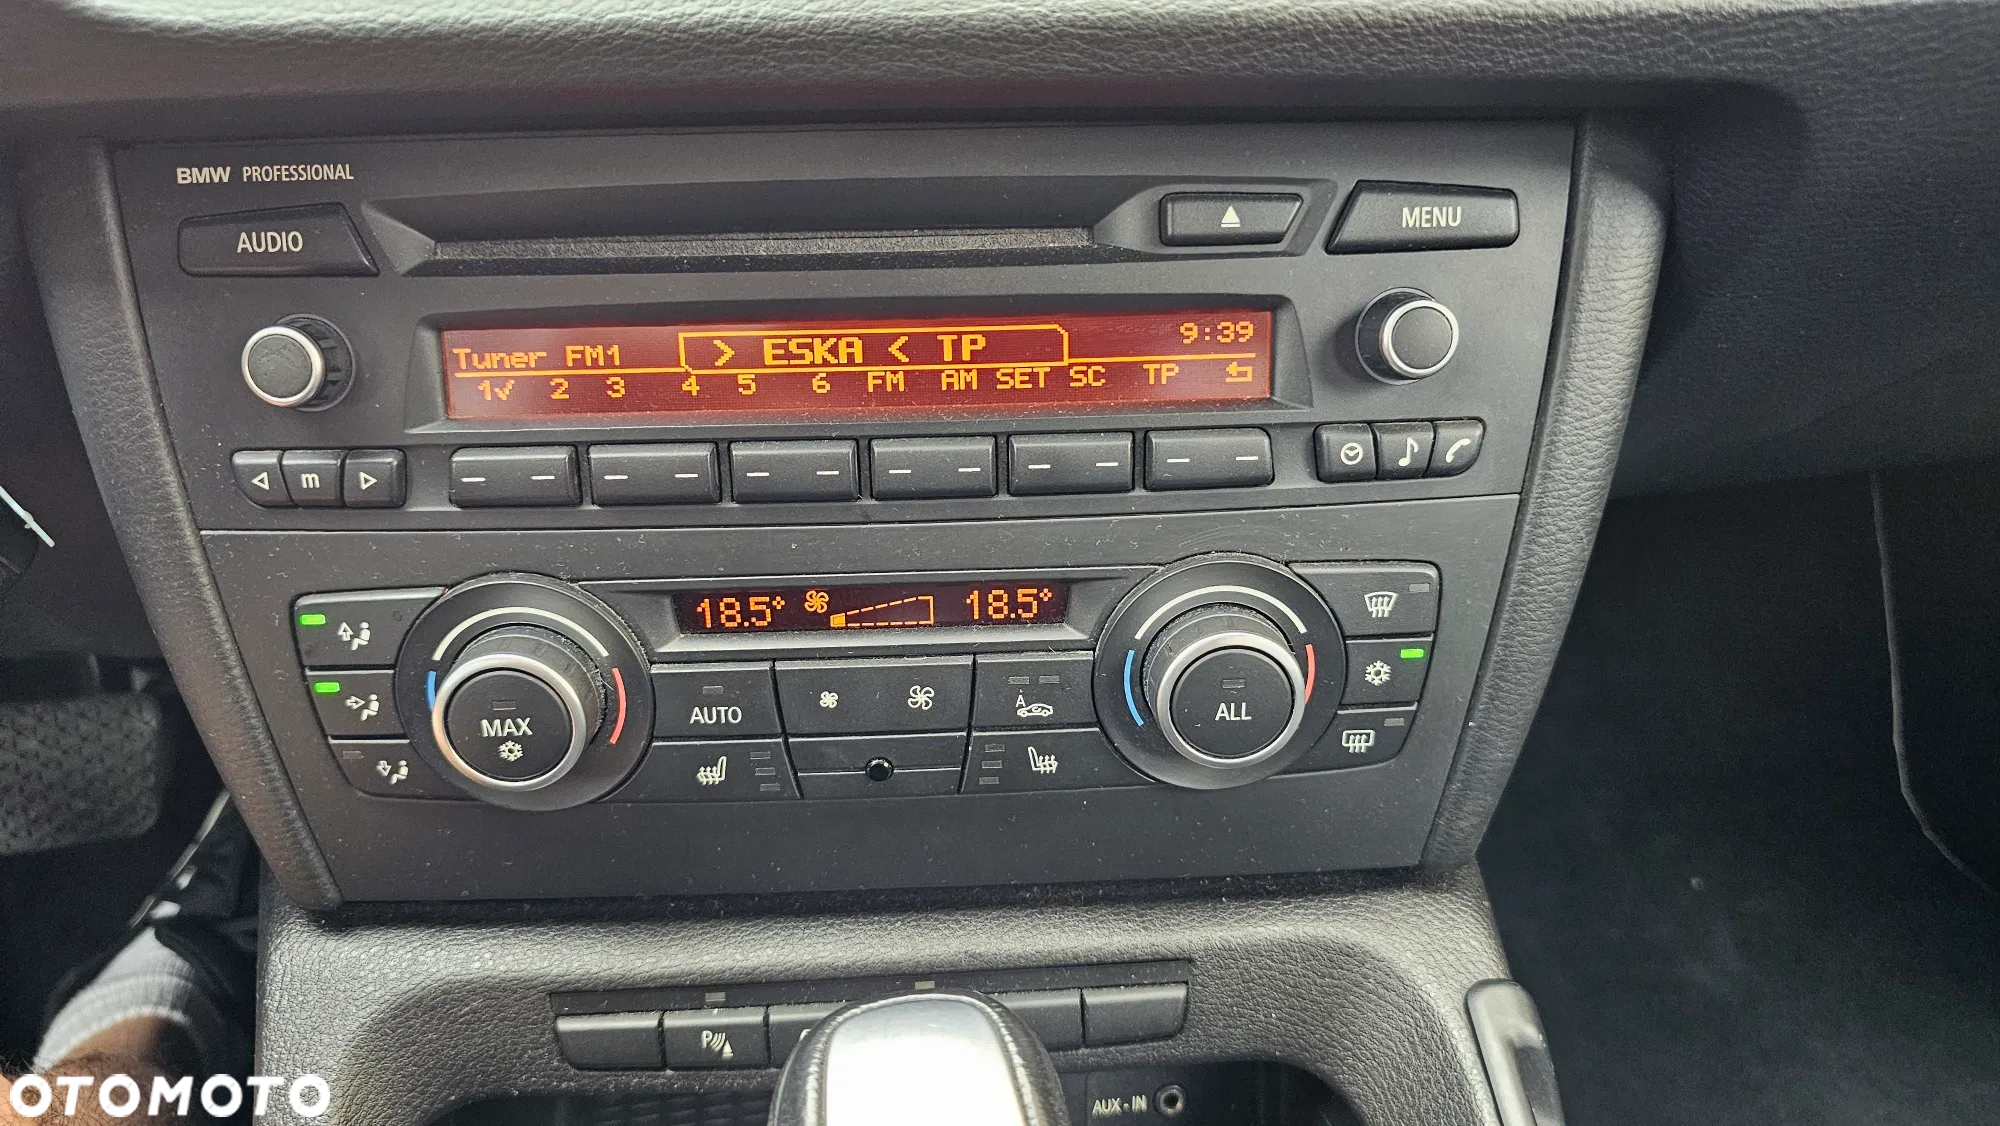 BMW PROFESSIONAL
AUDIO
MENU
Tuner FM1 > ESKA < TP 9:39
1✓ 2 3 4 5 6 FM AM SET SC TP
m
18.5° 18.5°
MAX
AUTO
A
ALL
P
AUX-IN
OTOMOTO